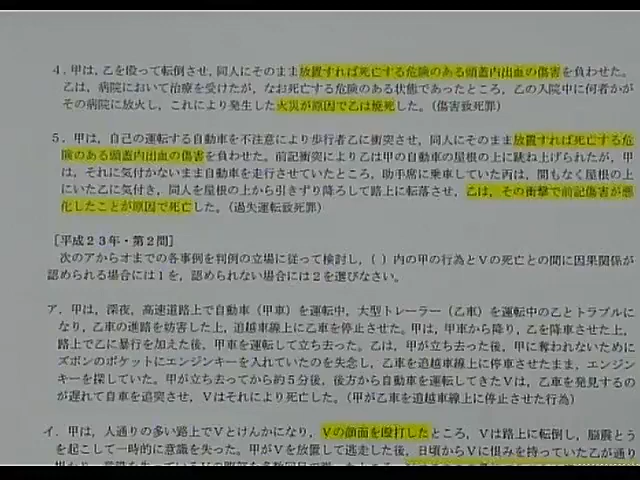 ４．甲は、乙を殴って転倒させ、同人にそのまま放置すれば死亡する危険のある頭蓋内出血の傷害を負わせた。
乙は、病院において治療を受けたが、なお死亡する危険のある状態であったところ、乙の入院中に何者かが
その病院に放火し、これにより発生した火災が原因で乙は焼死した。（傷害致死罪）
５．甲は、自己の運転する自動車を不注意により歩行者乙に衝突させ、同人にそのまま放置すれば死亡する危
険のある頭蓋内出血の傷害を負わせた。前記衝突により乙は甲の自動車の屋根の上に跳ね上げられたが、甲
は、それに気付かないまま自動車を走行させていたところ、助手席に乗車していた丙は、間もなく屋根の上
にいた乙に気付き、同人を屋根の上から引きずり降ろして路上に転落させ、乙は、その衝撃で前記傷害が悪
化したことが原因で死亡した。（過失運転致死罪）
［平成２３年・第２問］
次のアからオまでの各事例を判例の立場に従って検討し、（ ）内の甲の行為とＶの死亡との間に因果関係が
認められる場合には１を、認められない場合には２を選びなさい。
ア．甲は、深夜、高速道路上で自動車（甲車）を運転中、大型トレーラー（乙車）を運転中の乙とトラブルに
なり、乙車の進路を妨害した上、追越車線上に乙車を停止させた。甲は、甲車から降り、乙を降車させた上、
路上で乙に暴行を加えた後、甲車を運転して立ち去った。乙は、甲が立ち去った後、甲に奪われないために
ズボンのポケットにエンジンキーを入れていたのを失念し、乙車を追越車線上に停車させたまま、エンジン
キーを探していた。甲が立ち去ってから約５分後、後方から自動車を運転してきたＶは、乙車を発見するの
が遅れて自車を追突させ、Ｖはそれにより死亡した。（甲が乙車を追越車線上に停止させた行為）
イ．甲は、人通りの多い路上でＶとけんかになり、Ｖの顔面を殴打したところ、Ｖは路上に転倒し、脳震とう
を起こして一時的に意識を失った。甲がＶを放置して逃走した後、日頃からＶに恨みを持っていた乙が通り